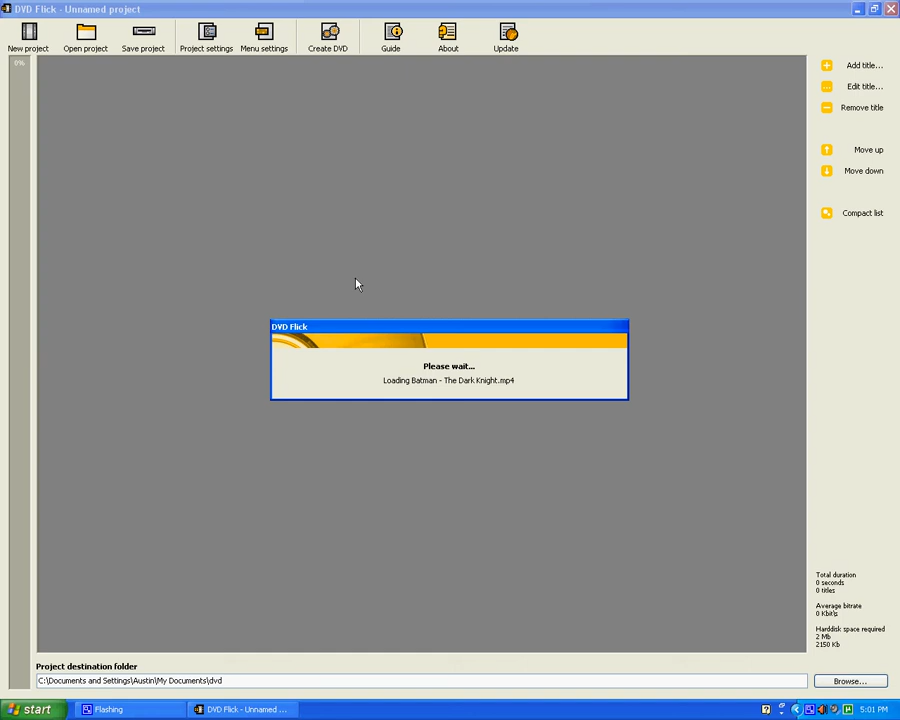 DVD Flick - Unnamed project
New project
Open project
Save project
Project settings
Menu settings
Create DVD
Guide
About
Update
0%
Add title...
Edit title...
Remove title
Move up
Move down
Compact list
DVD Flick
Please wait...
Loading Batman - The Dark Knight.mp4
Total duration
0 seconds
0 titles
Average bitrate
0 Kbit\s
Harddisk space required
2 Mb
2150 Kb
Project destination folder
C:\Documents and Settings\Austin\My Documents\dvd
Browse...
start
Flashing
DVD Flick - Unnamed ...
5:01 PM